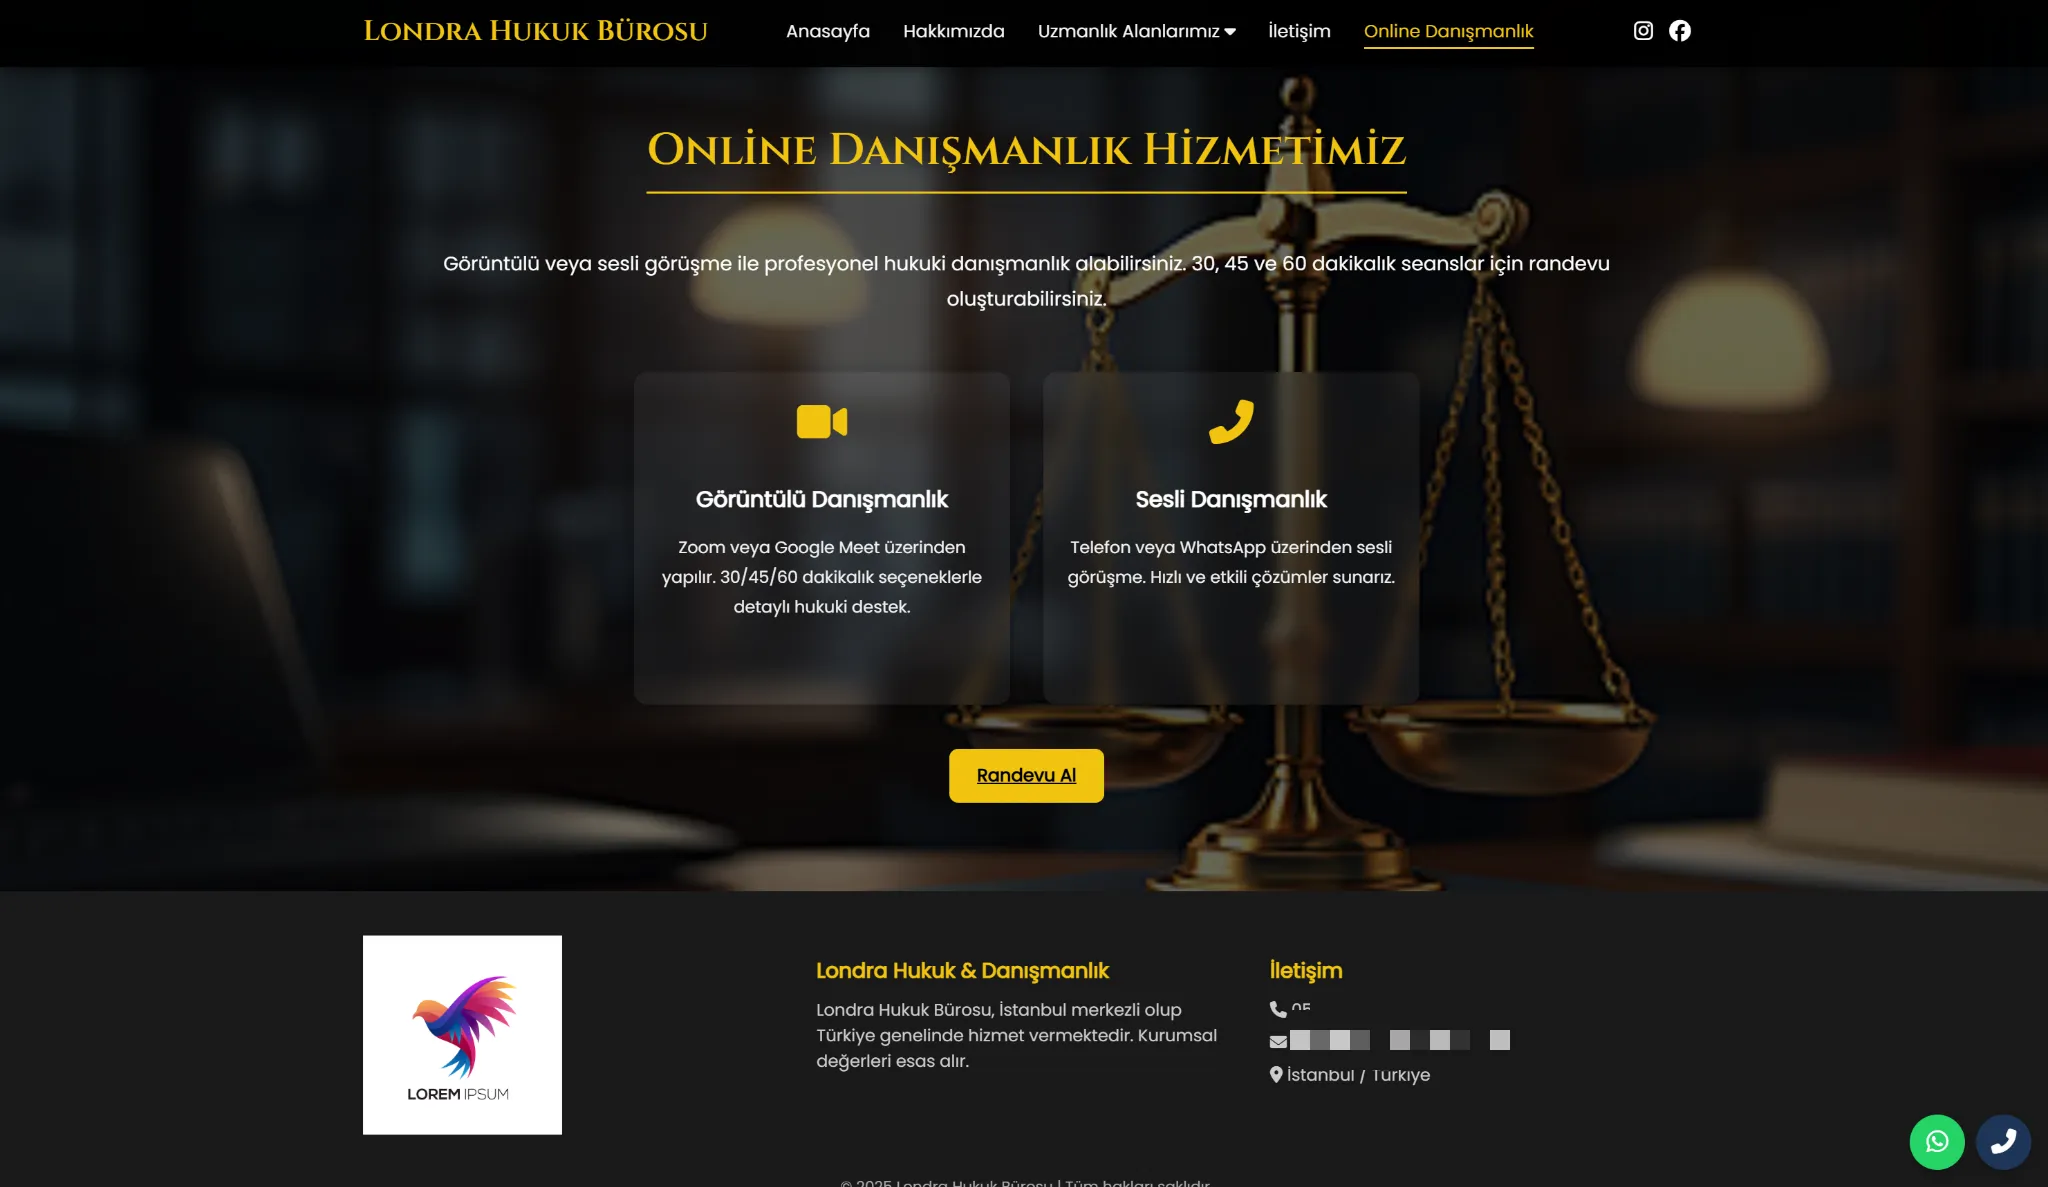 Londra Hukuk Bürosu
Anasayfa
Hakkımızda
Uzmanlık Alanlarımız
İletişim
Online Danışmanlık
Onlİne Danışmanlık Hİzmetİmİz
Görüntülü veya sesli görüşme ile profesyonel hukuki danışmanlık alabilirsiniz. 30, 45 ve 60 dakikalık seanslar için randevu
oluşturabilirsiniz.
Görüntülü Danışmanlık
Zoom veya Google Meet üzerinden
yapılır. 30/45/60 dakikalık seçeneklerle
detaylı hukuki destek.
Sesli Danışmanlık
Telefon veya WhatsApp üzerinden sesli
görüşme. Hızlı ve etkili çözümler sunarız.
Randevu Al
LOREM IPSUM
Londra Hukuk & Danışmanlık
Londra Hukuk Bürosu, İstanbul merkezli olup
Türkiye genelinde hizmet vermektedir. Kurumsal
değerleri esas alır.
İletişim
05
İstanbul / Türkiye
© 2025 Londra Hukuk Bürosu | Tüm hakları saklıdır.